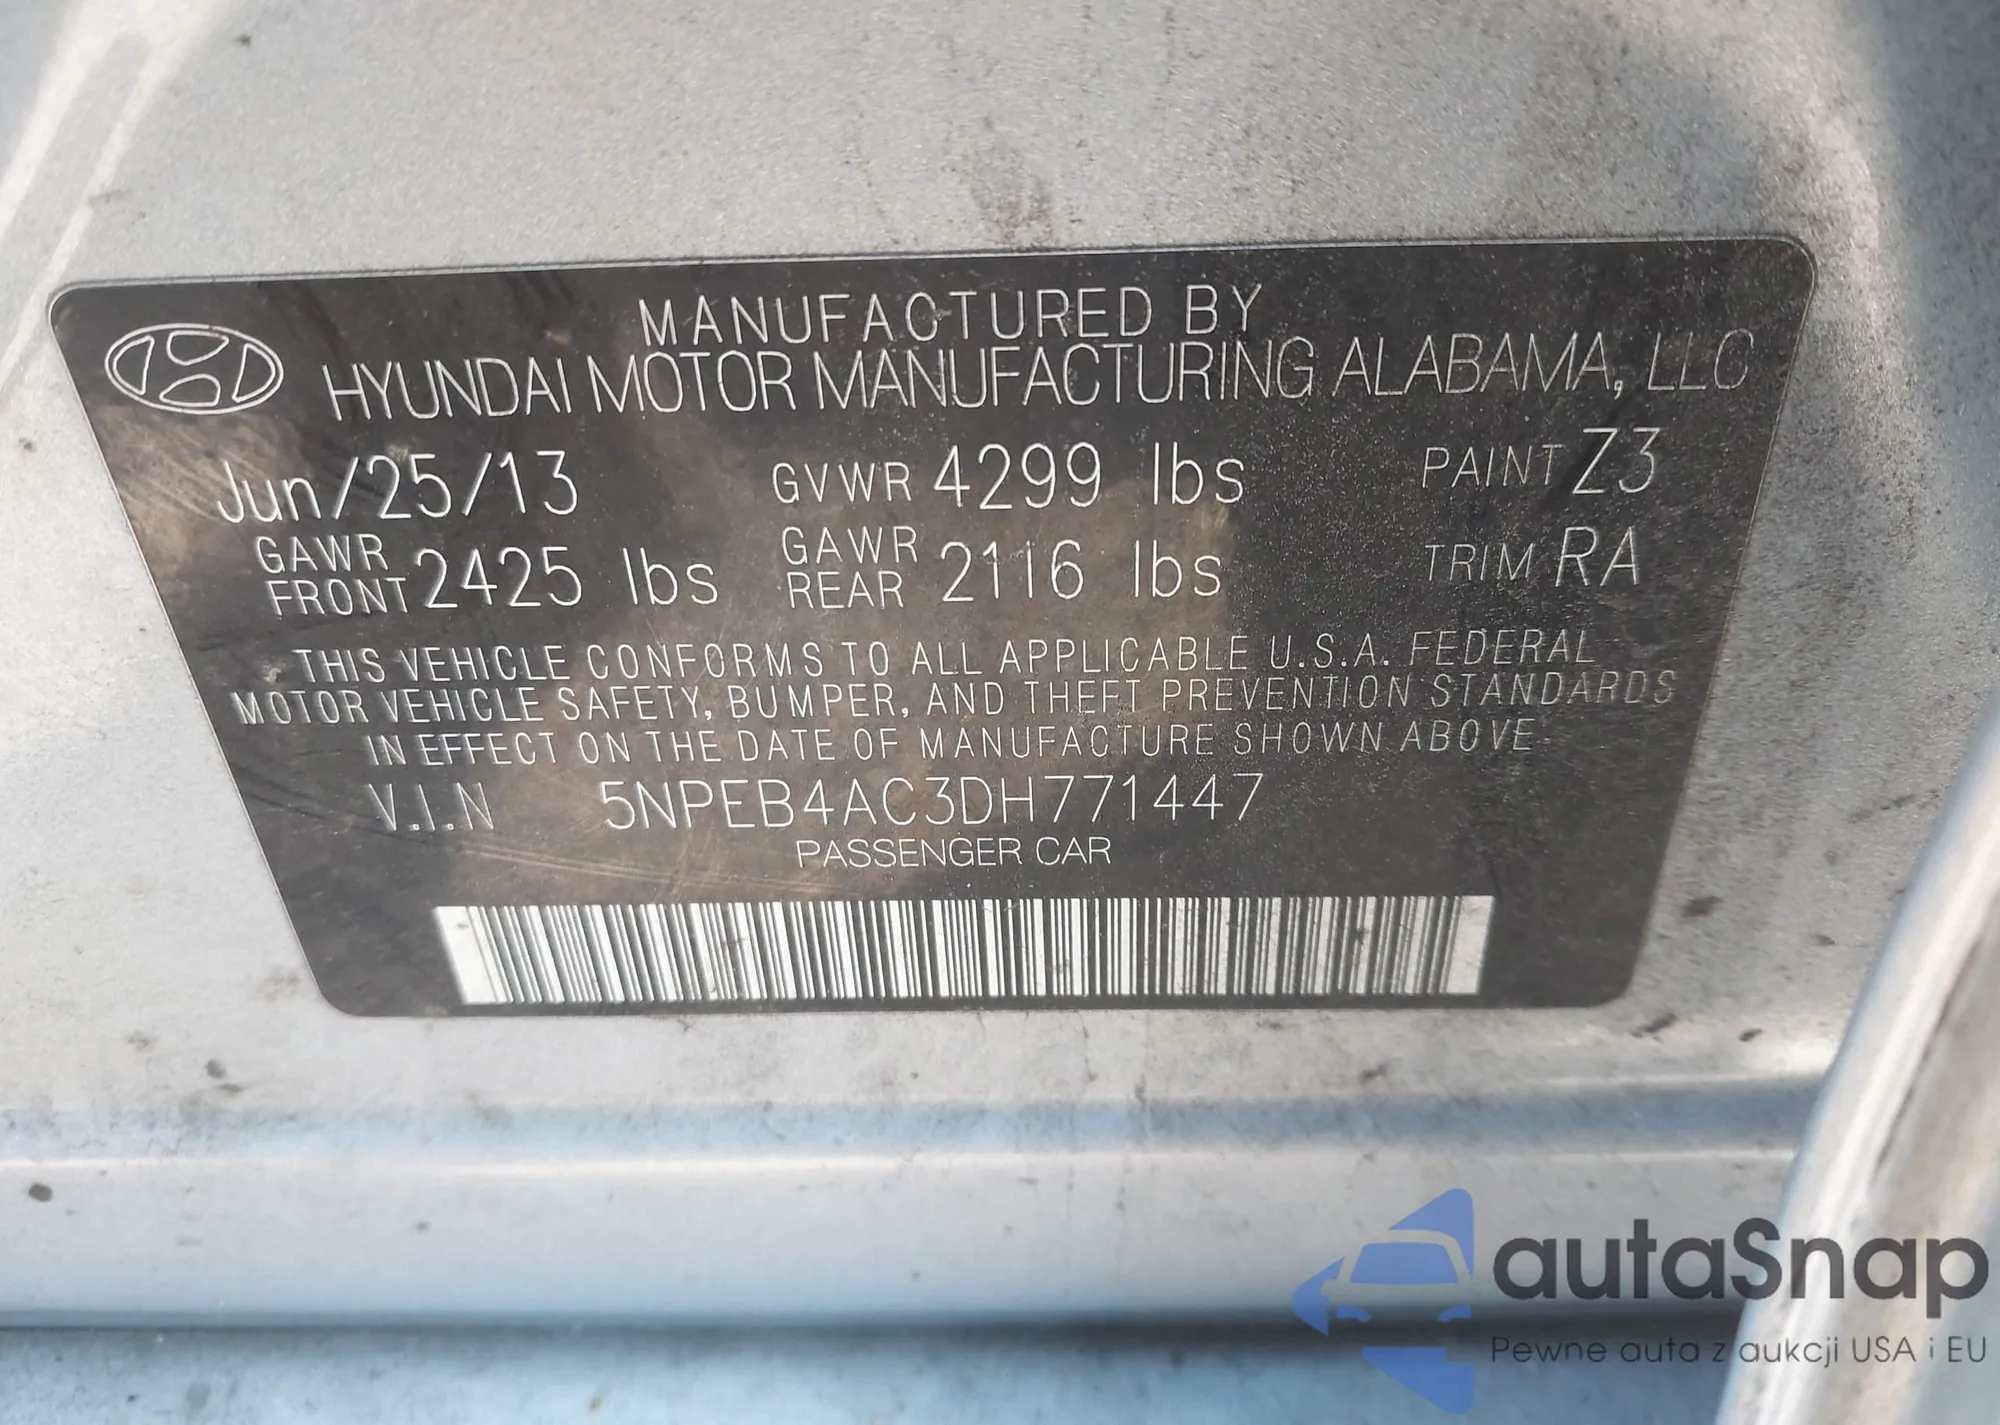 MANUFACTURED BY
HYUNDAI MOTOR MANUFACTURING ALABAMA, LLC
Jun/25/13 GVWR 4299 lbs PAINT Z3
GAWR FRONT 2425 lbs GAWR REAR 2116 lbs TRIM RA
THIS VEHICLE CONFORMS TO ALL APPLICABLE U.S.A. FEDERAL
MOTOR VEHICLE SAFETY, BUMPER, AND THEFT PREVENTION STANDARDS
IN EFFECT ON THE DATE OF MANUFACTURE SHOWN ABOVE
V.I.N 5NPEB4AC3DH771447
PASSENGER CAR
autaSnap
Pewne auta z aukcji USA i EU